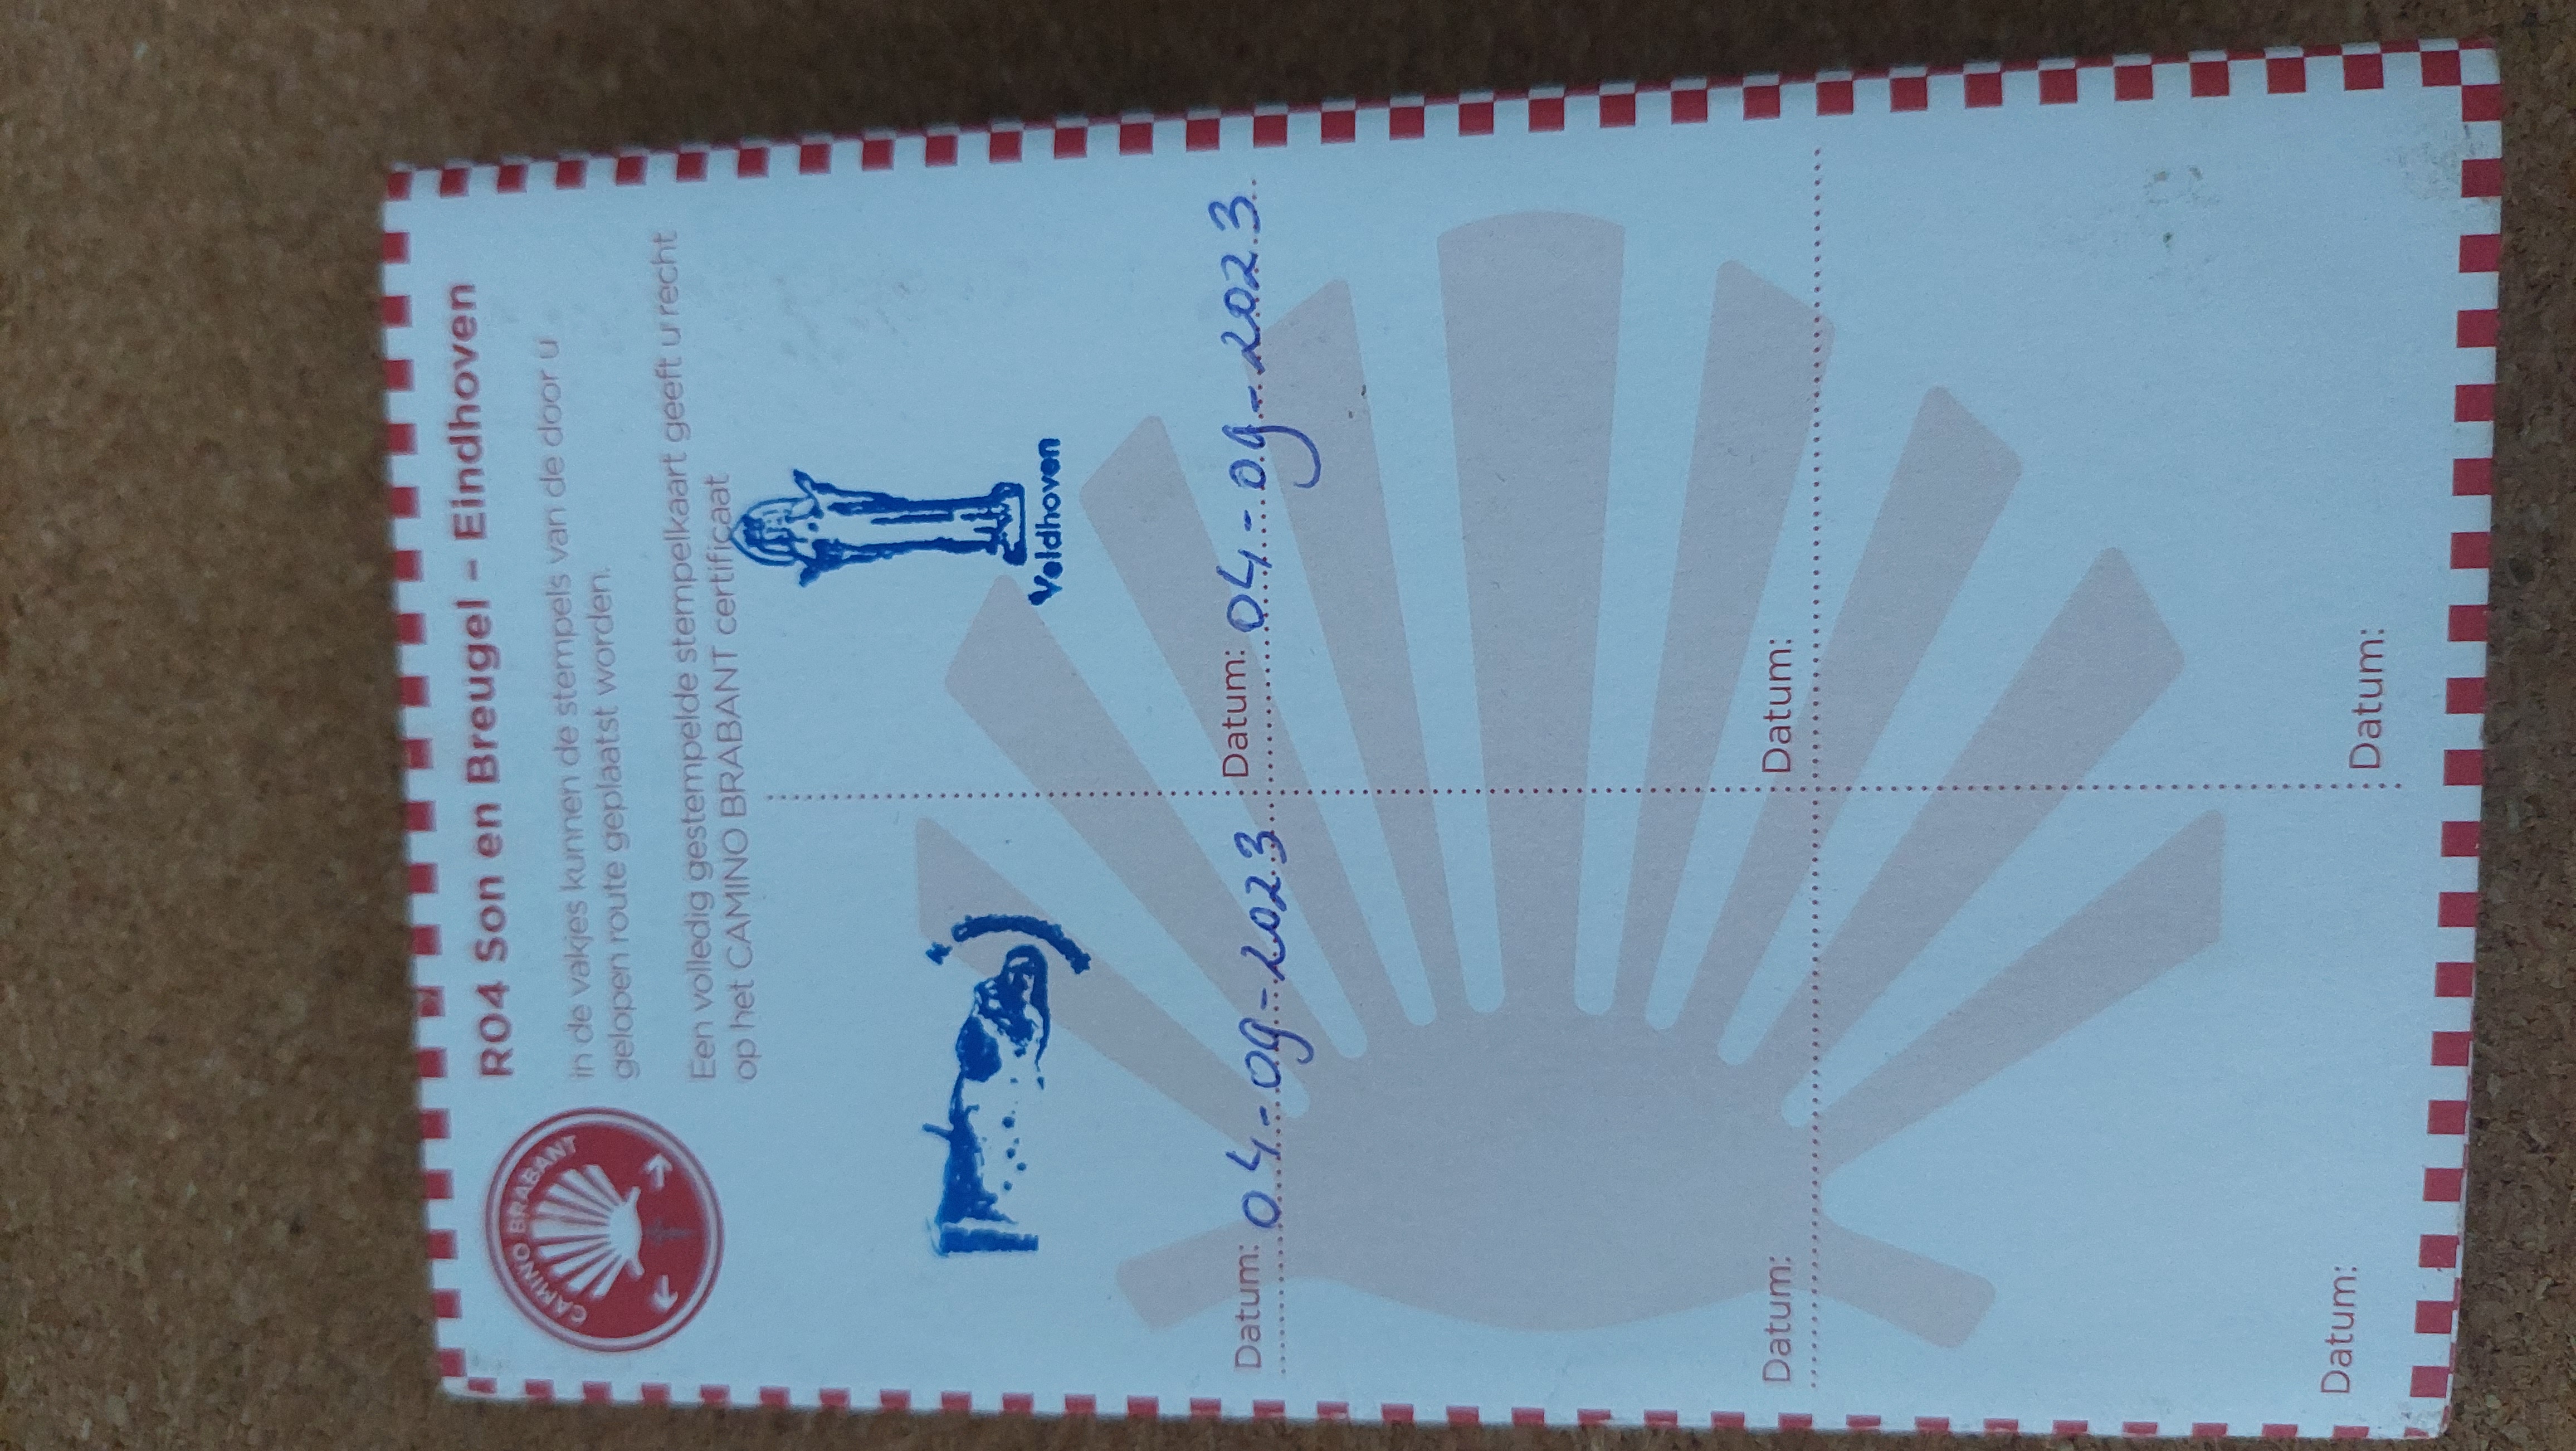 CAMINO BRABANT
R04 Son en Breugel - Eindhoven
in de vakjes kunnen de stempels van de door u
gelopen route geplaatst worden.
Een volledig gestempelde stempelkaart geeft u recht
op het CAMINO BRABANT certificaat
Veldhoven
Datum: 04-09-2023
Datum: 04-09-2023
Datum:
Datum:
Datum:
Datum: